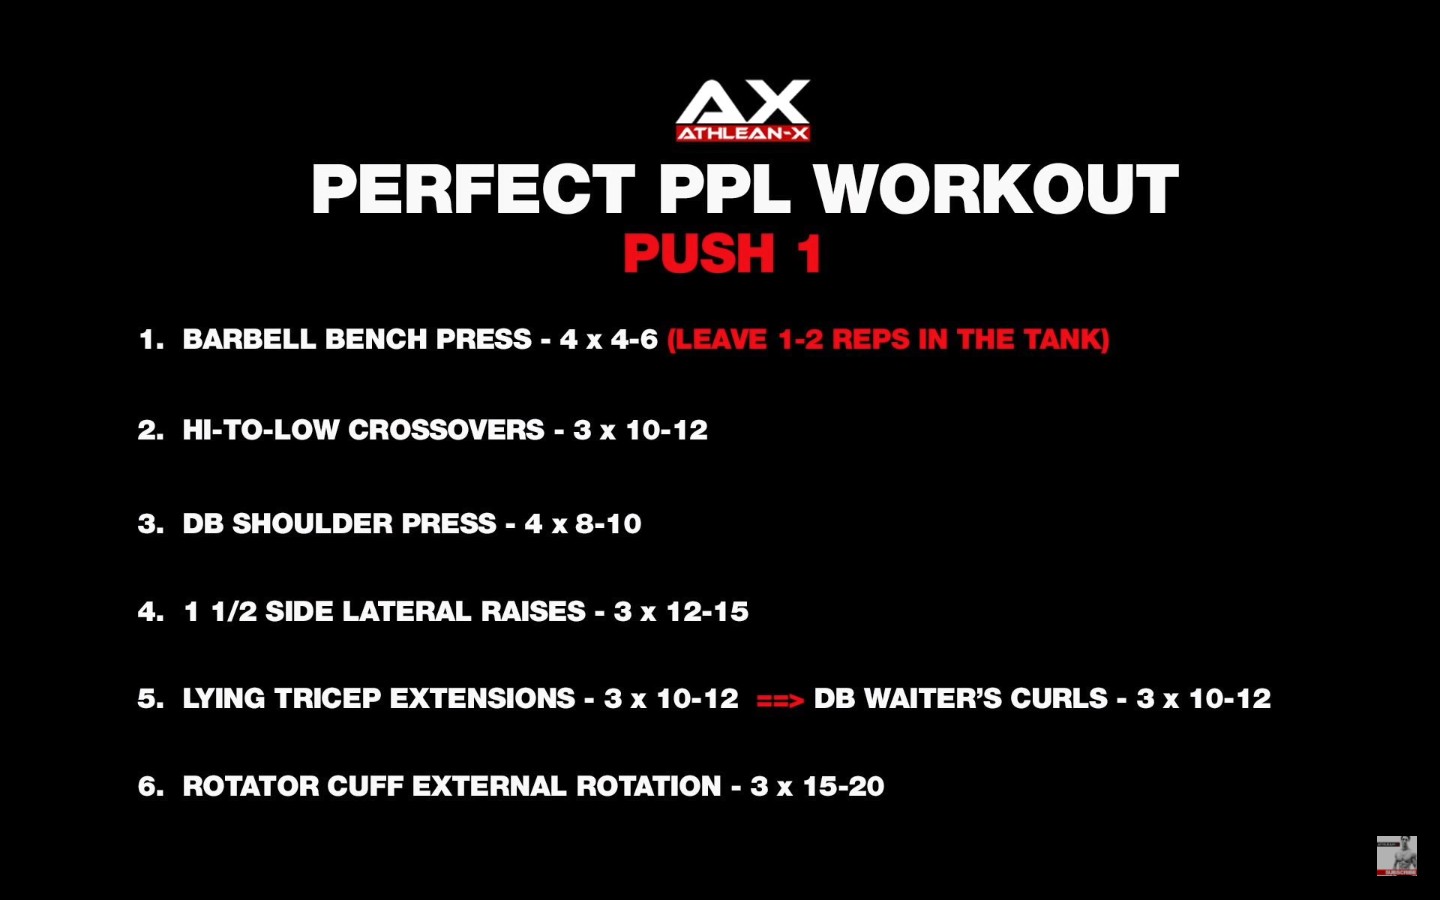 AX
ATHLEAN-X
PERFECT PPL WORKOUT
PUSH 1
1. BARBELL BENCH PRESS - 4 x 4-6 (LEAVE 1-2 REPS IN THE TANK)
2. HI-TO-LOW CROSSOVERS - 3 x 10-12
3. DB SHOULDER PRESS - 4 x 8-10
4. 1 1/2 SIDE LATERAL RAISES - 3 x 12-15
5. LYING TRICEP EXTENSIONS - 3 x 10-12 ==> DB WAITER’S CURLS - 3 x 10-12
6. ROTATOR CUFF EXTERNAL ROTATION - 3 x 15-20
SUBSCRIBE